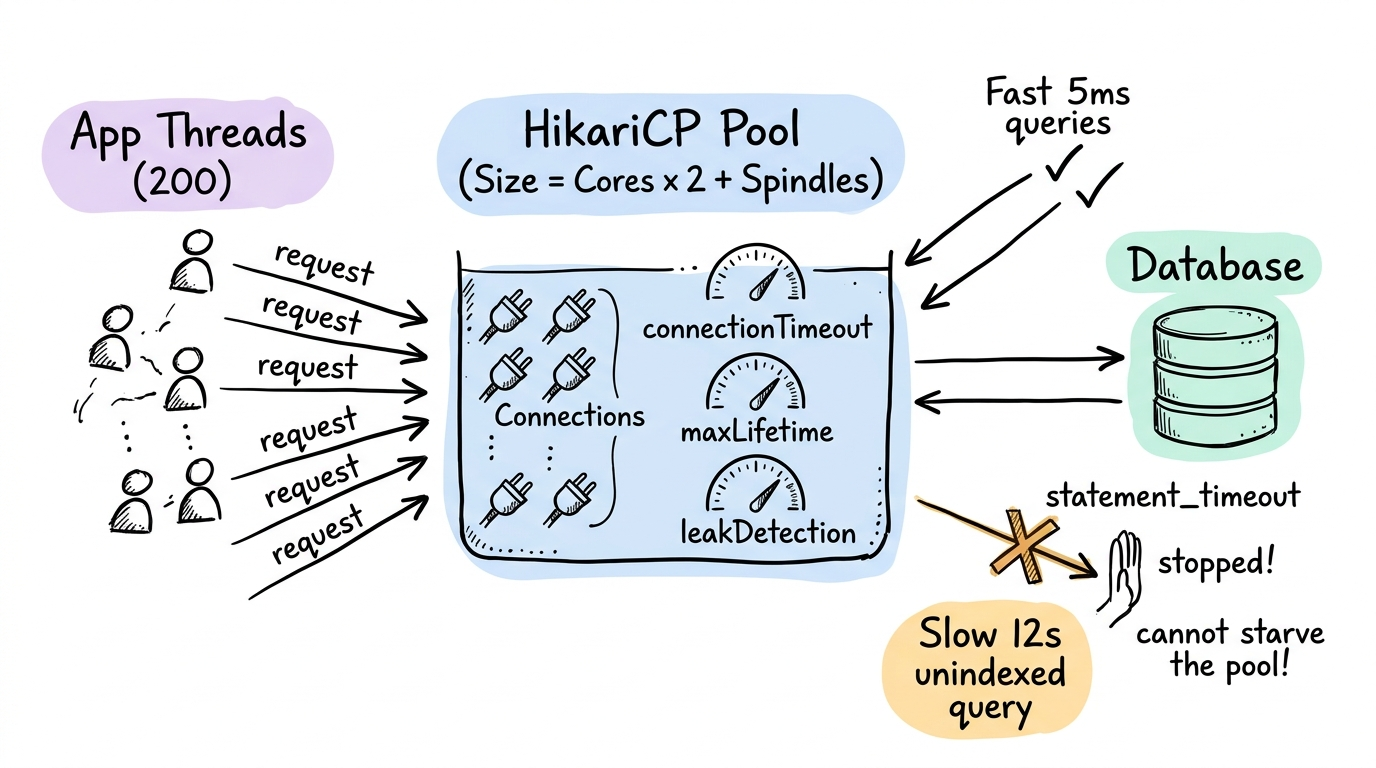 App Threads
(200)
request
request
request
request
request
request
HikariCP Pool
(Size = Cores x 2 + Spindles)
Connections
connectionTimeout
maxLifetime
leakDetection
Fast 5ms
queries
Database
statement_timeout
stopped!
cannot starve
the pool!
Slow 12s
unindexed
query